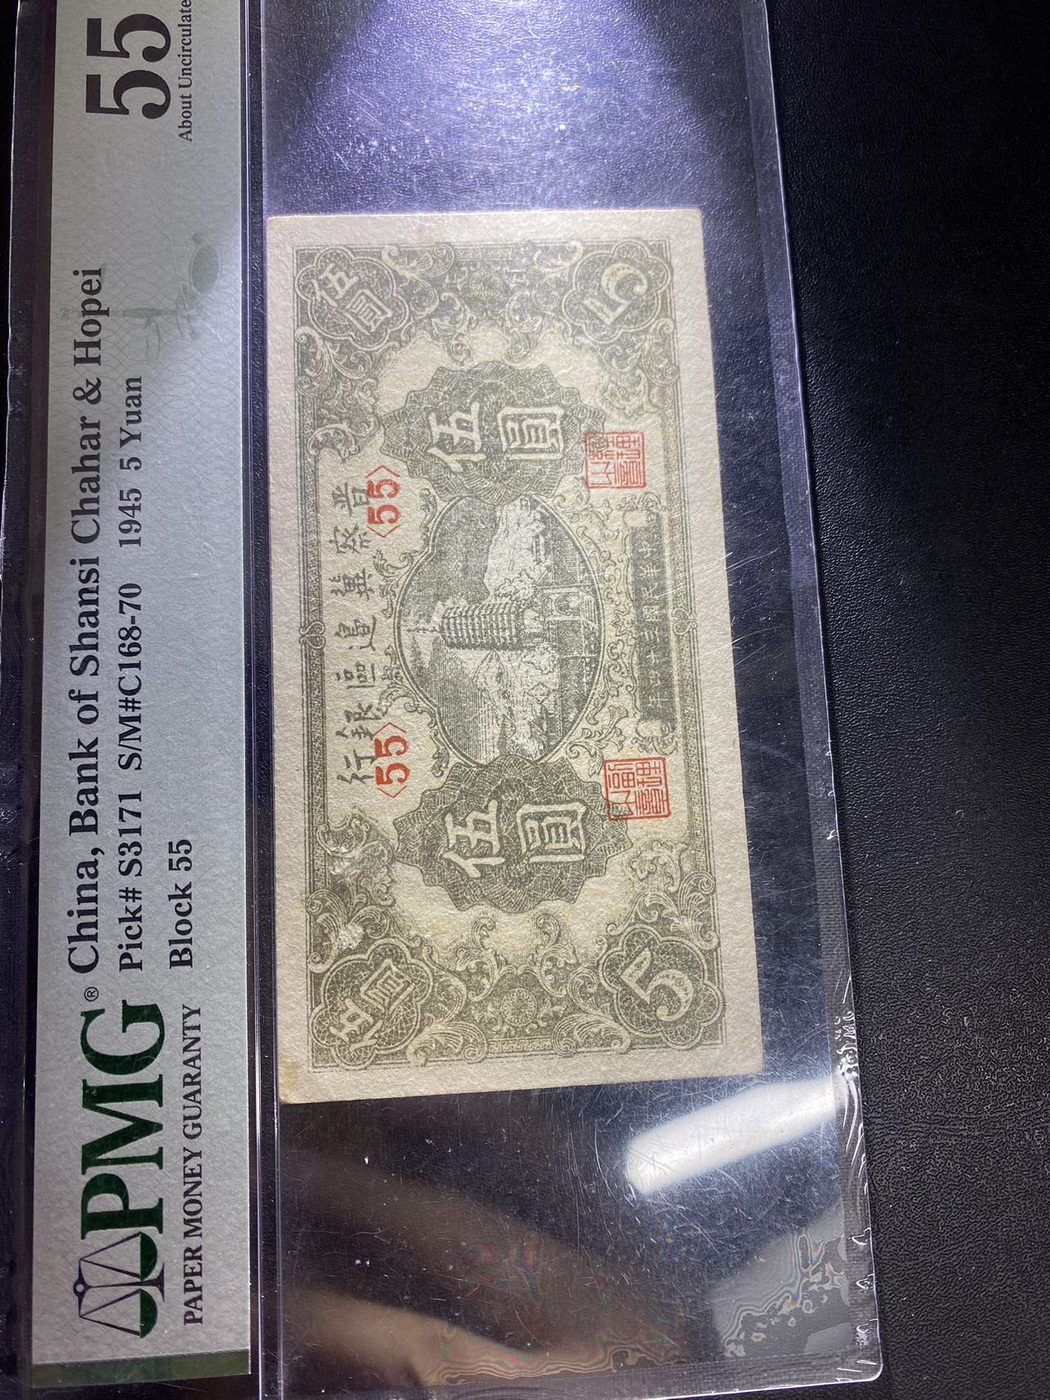 PMG®
PAPER MONEY GUARANTY
China, Bank of Shansi Chahar & Hopei
Pick# S3171 S/M#C168-70 1945 5 Yuan
Block 55
55
About Uncirculate
行銀區邊冀察晉
<55> <55>
伍圓 伍圓
伍圓 伍圓
5 5